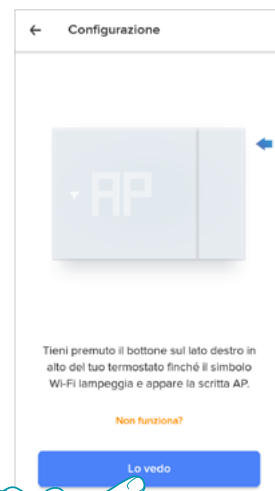 Configurazione
AP
Tieni premuto il bottone sul lato destro in
alto del tuo termostato finché il simbolo
Wi-Fi lampeggia e appare la scritta AP.
Non funziona?
Lo vedo